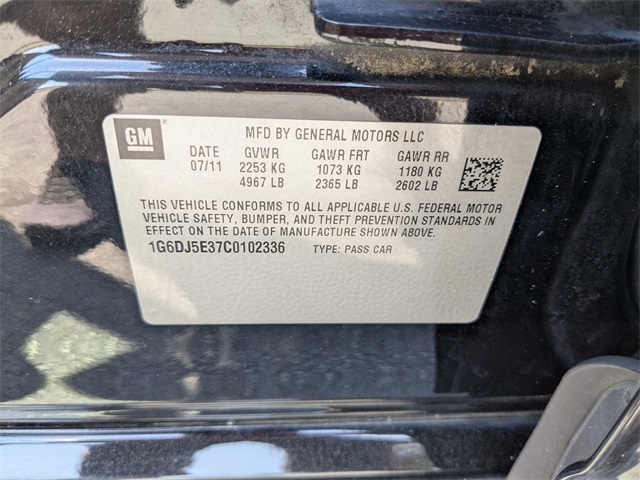 GM
MFD BY GENERAL MOTORS LLC
DATE GVWR GAWR FRT GAWR RR
07/11 2253 KG 1073 KG 1180 KG
4967 LB 2365 LB 2602 LB
THIS VEHICLE CONFORMS TO ALL APPLICABLE U.S. FEDERAL MOTOR
VEHICLE SAFETY, BUMPER, AND THEFT PREVENTION STANDARDS IN
EFFECT ON THE DATE OF MANUFACTURE SHOWN ABOVE.
1G6DJ5E37C0102336 TYPE: PASS CAR